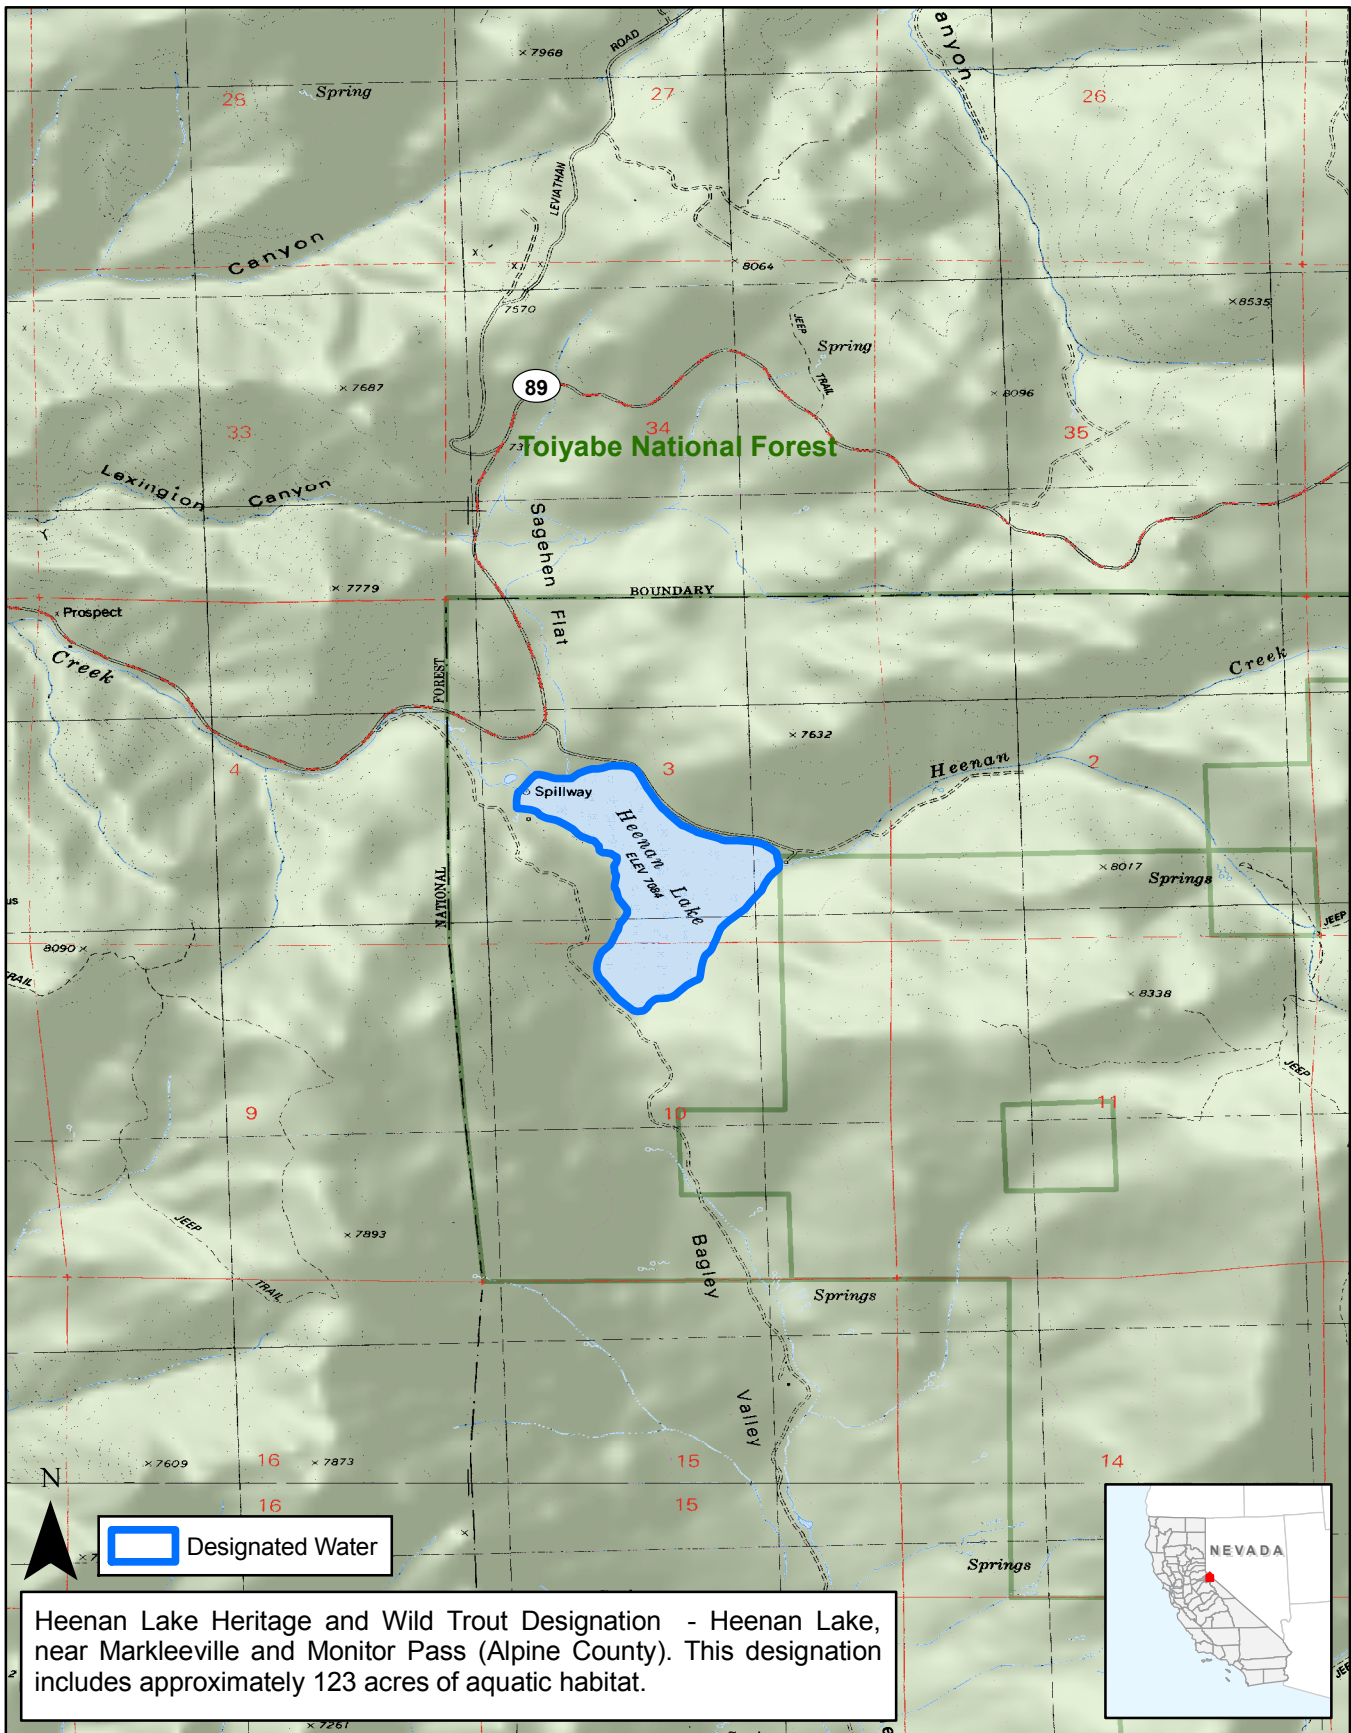 anyon
7968
ROAD
28
Spring
27
26
LEVIATHAN
Canyon
8064
7570
8535
JEEP
TRAIL
Spring
7687
89
8096
33
34
35
Toiyabe National Forest
Lexington Canyon
Sagehen Flat
7779
BOUNDARY
Prospect
Creek
NATIONAL FOREST
Creek
7632
4
3
Heenan
2
Spillway
Heenan Lake
ELEV 7084
8017
Springs
us
JEEP
8090
TRAIL
8338
JEEP
9
10
11
JEEP
TRAIL
7893
Bagley
Springs
Valley
7609
16
7873
15
14
N
16
15
Designated Water
NEVADA
Springs
Heenan Lake Heritage and Wild Trout Designation - Heenan Lake,
near Markleeville and Monitor Pass (Alpine County). This designation
includes approximately 123 acres of aquatic habitat.
7261